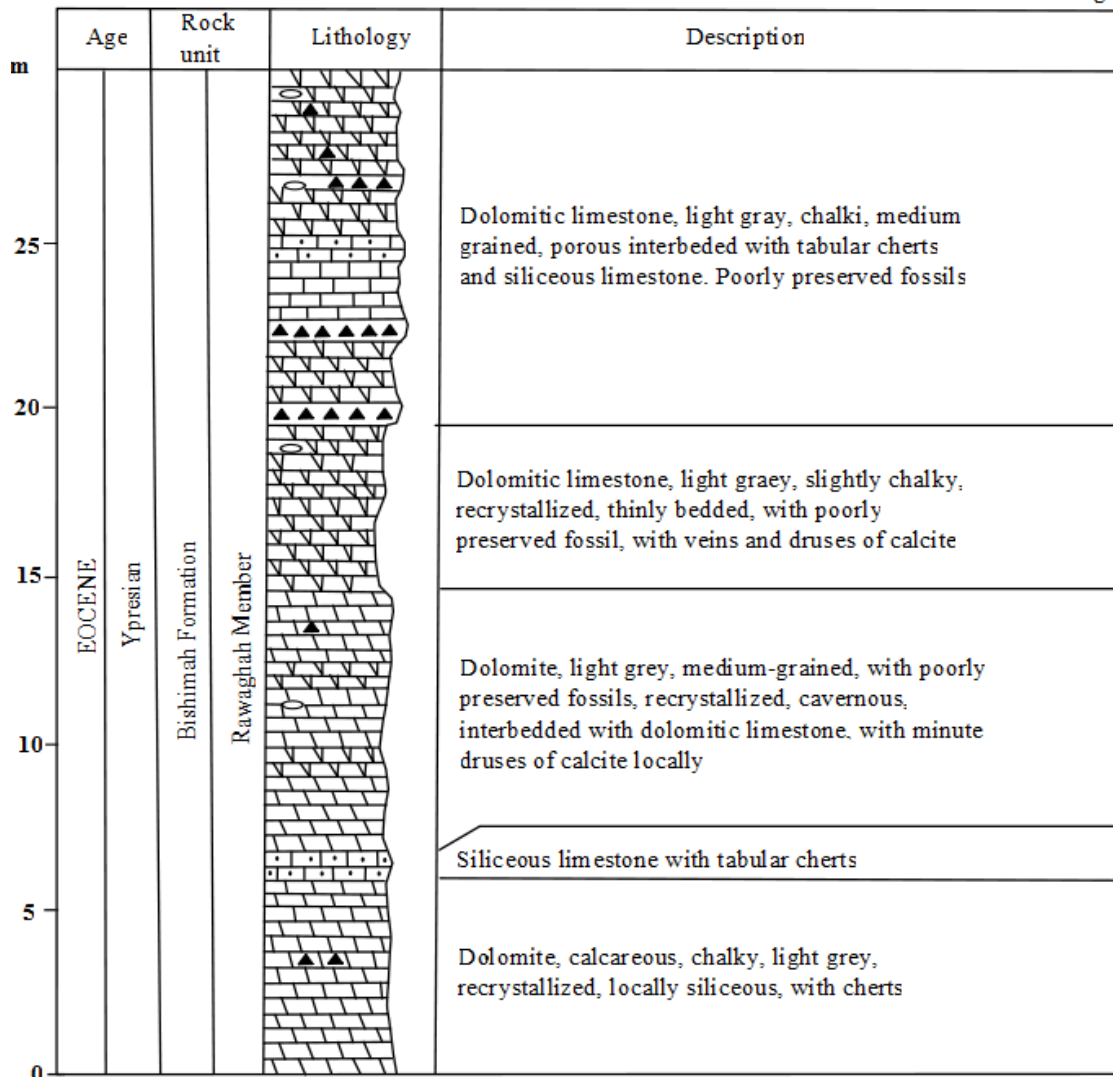 Age
Rock
unit
Lithology
Description
m
25
20
15
10
5
0
EOCENE
Ypresian
Bishimah Formation
Rawaghah Member
Dolomitic limestone, light gray, chalki, medium
grained, porous interbeded with tabular cherts
and siliceous limestone. Poorly preserved fossils
Dolomitic limestone, light graey, slightly chalky,
recrystallized, thinly bedded, with poorly
preserved fossil, with veins and druses of calcite
Dolomite, light grey, medium-grained, with poorly
preserved fossils, recrystallized, cavernous,
interbedded with dolomitic limestone, with minute
druses of calcite locally
Siliceous limestone with tabular cherts
Dolomite, calcareous, chalky, light grey,
recrystallized, locally siliceous, with cherts